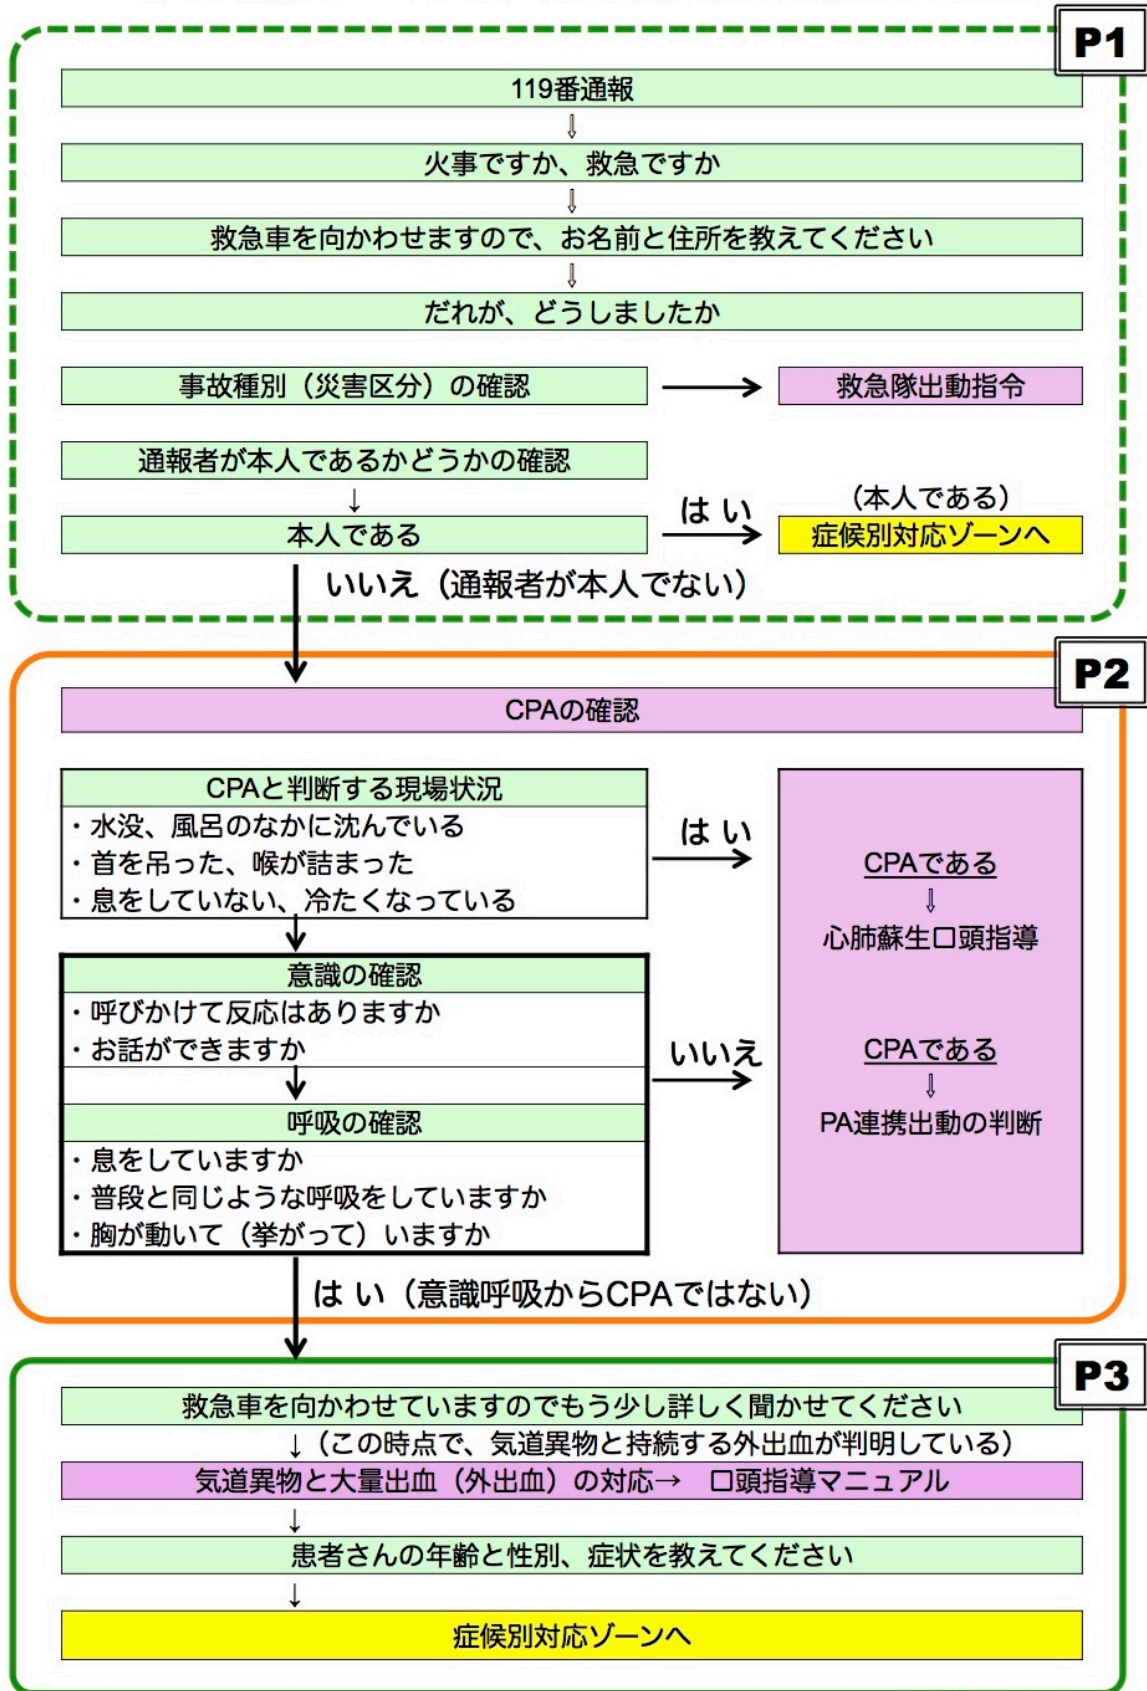 P1
119番通報
⇩
火事ですか、救急ですか
⇩
救急車を向かわせますので、お名前と住所を教えてください
⇩
だれが、どうしましたか
事故種別（災害区分）の確認
救急隊出動指令
通報者が本人であるかどうかの確認
↓
本人である
はい
（本人である）
症候別対応ゾーンへ
いいえ（通報者が本人でない）
P2
CPAの確認
CPAと判断する現場状況
・水没、風呂のなかに沈んでいる
・首を吊った、喉が詰まった
・息をしていない、冷たくなっている
はい
CPAである
⇩
心肺蘇生口頭指導
意識の確認
・呼びかけて反応はありますか
・お話ができますか
呼吸の確認
・息をしていますか
・普段と同じような呼吸をしていますか
・胸が動いて（挙がって）いますか
いいえ
CPAである
⇩
PA連携出動の判断
はい（意識呼吸からCPAではない）
P3
救急車を向かわせていますのでもう少し詳しく聞かせてください
↓（この時点で、気道異物と持続する外出血が判明している）
気道異物と大量出血（外出血）の対応→　口頭指導マニュアル
↓
患者さんの年齢と性別、症状を教えてください
↓
症候別対応ゾーンへ